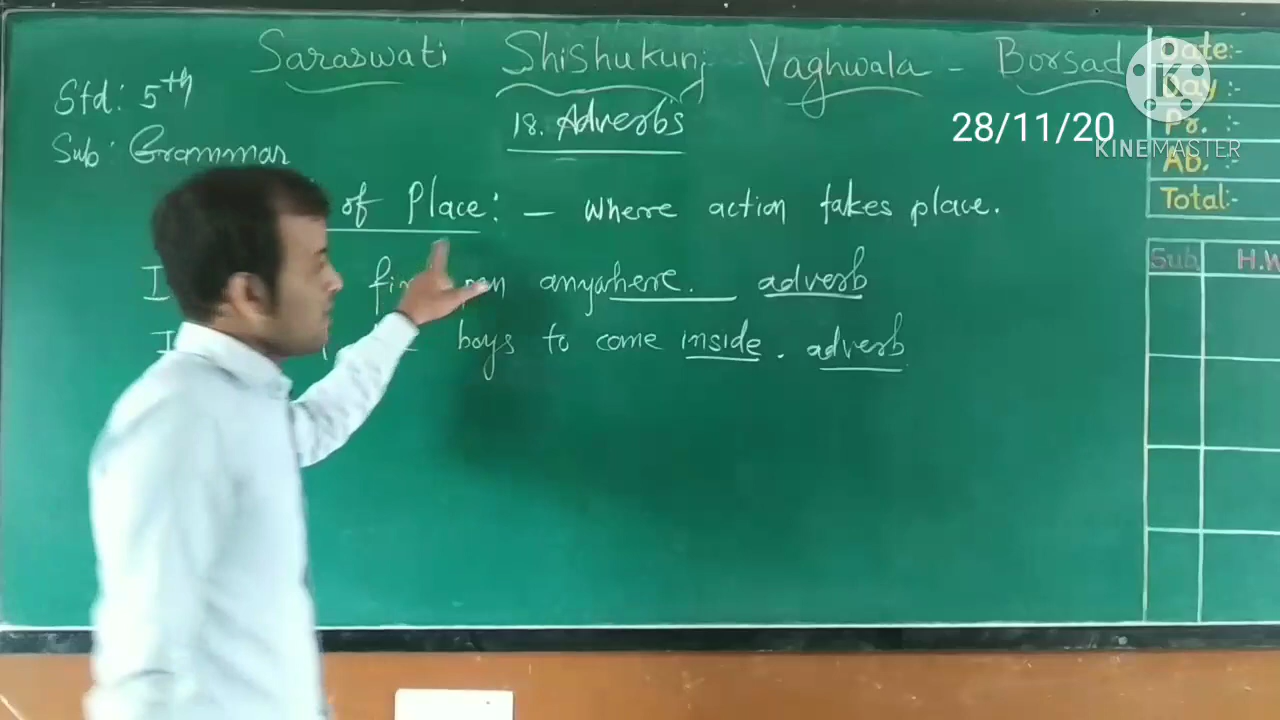 Saraswati Shishukunj Vaghwala - Borsad
Std: 5th
18. Adverbs
Sub: Grammar
of Place: - Where action takes place.
I pen anywhere. adverb
boys to come inside. adverb
Date:-
Day :-
Pr. :-
Ab. :-
Total:-
Sub H.W
28/11/20
K
KINEMASTER